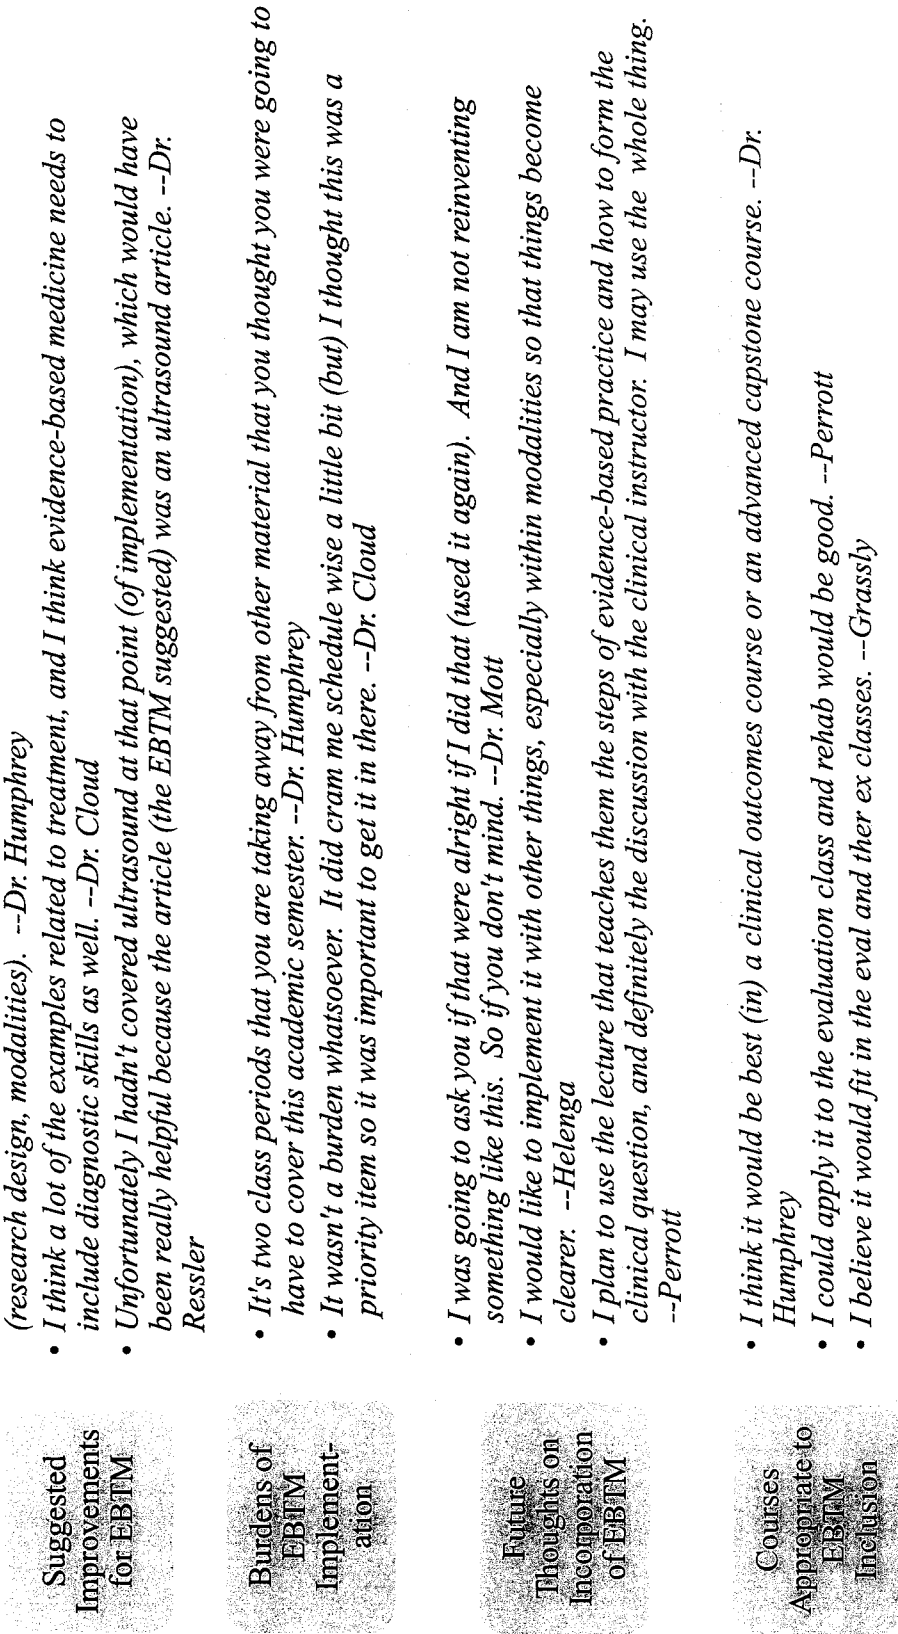 Suggested
Improvements
for EBTM
(research design, modalities).  --Dr. Humphrey
• I think a lot of the examples related to treatment, and I think evidence-based medicine needs to
include diagnostic skills as well. --Dr. Cloud
• Unfortunately I hadn't covered ultrasound at that point (of implementation), which would have
been really helpful because the article (the EBTM suggested) was an ultrasound article. --Dr.
Ressler
Burdens of
EBTM
Implement-
ation
• It's two class periods that you are taking away from other material that you thought you were going to
have to cover this academic semester. --Dr. Humphrey
• It wasn't a burden whatsoever.  It did cram me schedule wise a little bit (but) I thought this was a
priority item so it was important to get it in there. --Dr. Cloud
Future
Thoughts on
Incorporation
of EBTM
• I was going to ask you if that were alright if I did that (used it again).  And I am not reinventing
something like this.  So if you don't mind. --Dr. Mott
• I would like to implement it with other things, especially within modalities so that things become
clearer.  --Helenga
• I plan to use the lecture that teaches them the steps of evidence-based practice and how to form the
clinical question, and definitely the discussion with the clinical instructor.  I may use the  whole thing.
--Perrott
Courses
Appropriate to
EBTM
Inclusion
• I think it would be best (in) a clinical outcomes course or an advanced capstone course. --Dr.
Humphrey
• I could apply it to the evaluation class and rehab would be good. --Perrott
• I believe it would fit in the eval and ther ex classes. --Grassly